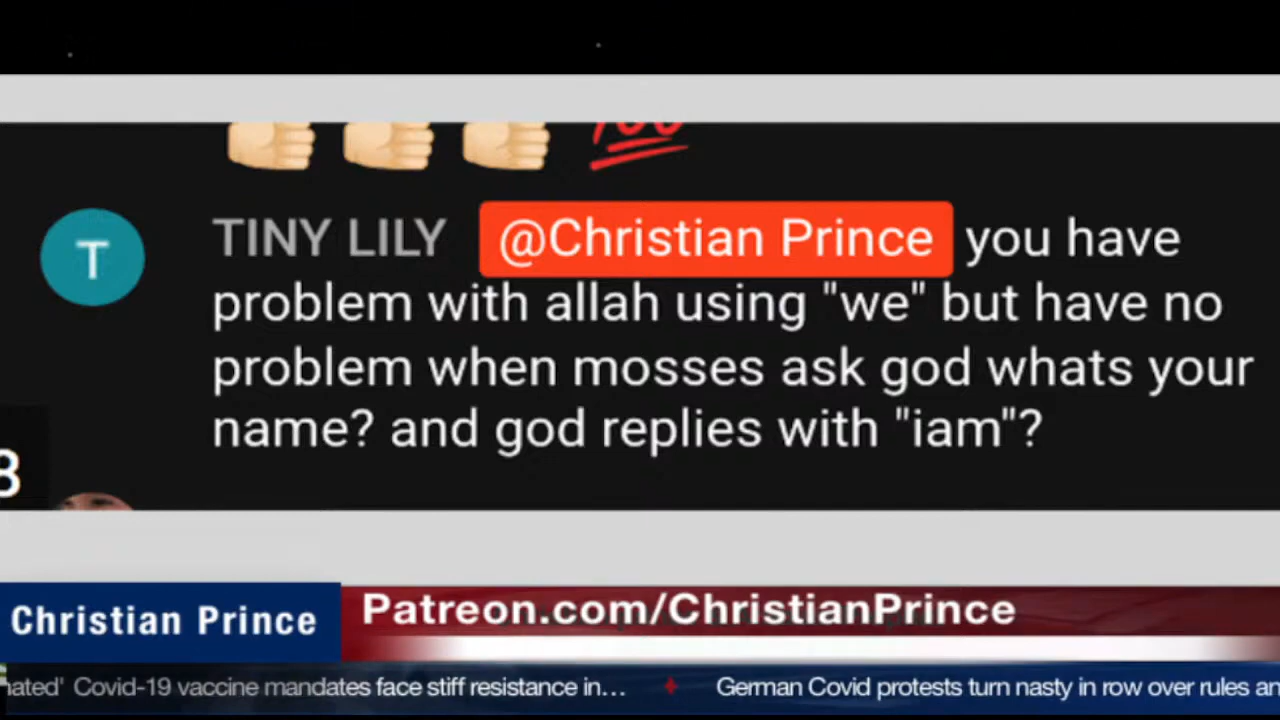 TINY LILY @Christian Prince you have
problem with allah using "we" but have no
problem when mosses ask god whats your
name? and god replies with "iam"?
8
Christian Prince
Patreon.com/ChristianPrince
Covid-19 vaccine mandates face stiff resistance in… German Covid protests turn nasty in row over rules
T